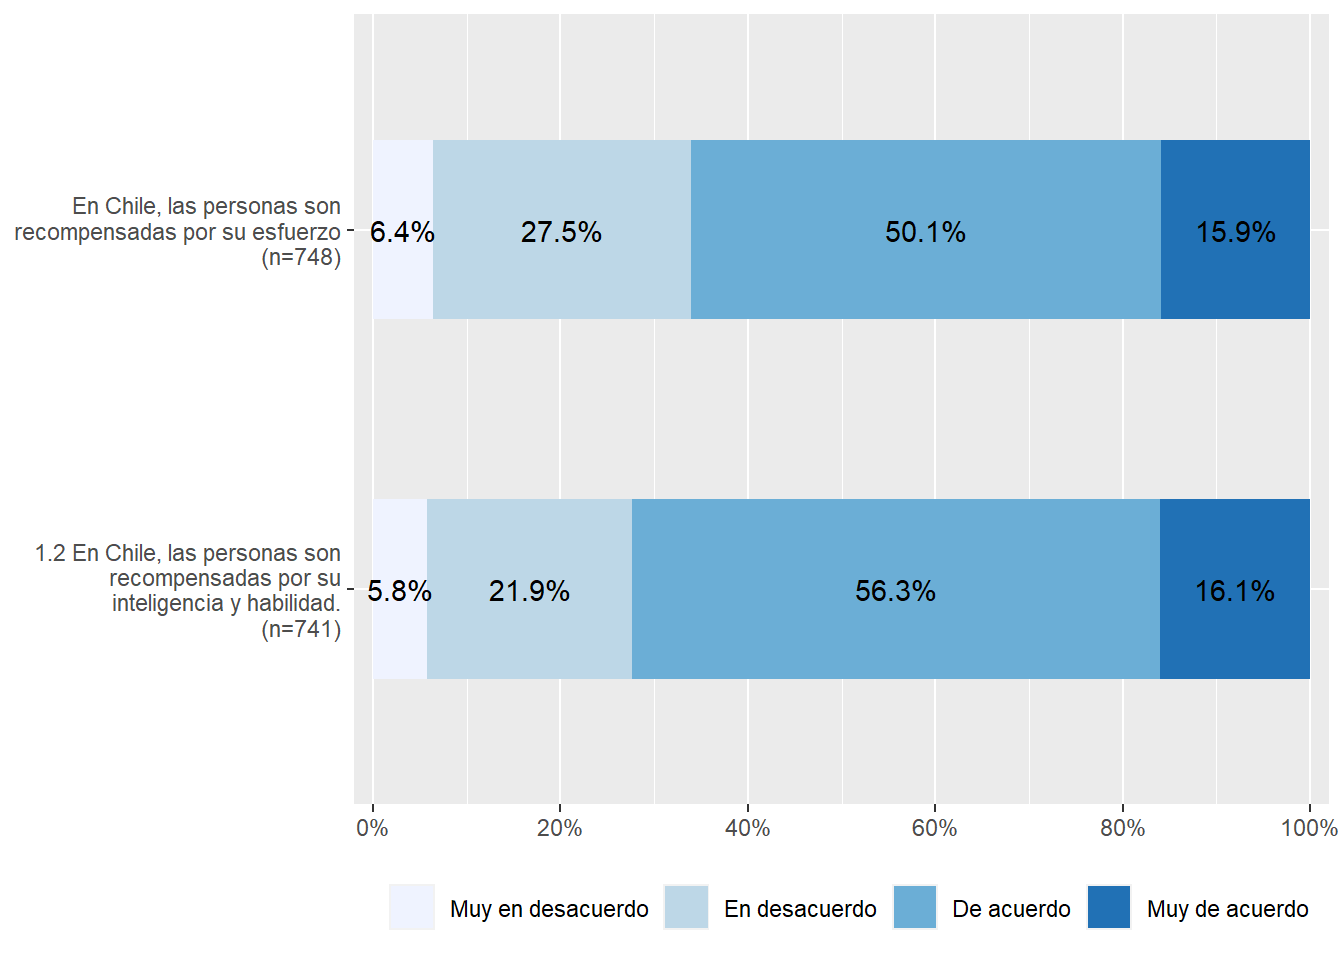 En Chile, las personas son
recompensadas por su esfuerzo
(n=748)
6.4% 27.5% 50.1% 15.9%
1.2 En Chile, las personas son
recompensadas por su
inteligencia y habilidad.
(n=741)
5.8% 21.9% 56.3% 16.1%
0% 20% 40% 60% 80% 100%
Muy en desacuerdo En desacuerdo De acuerdo Muy de acuerdo